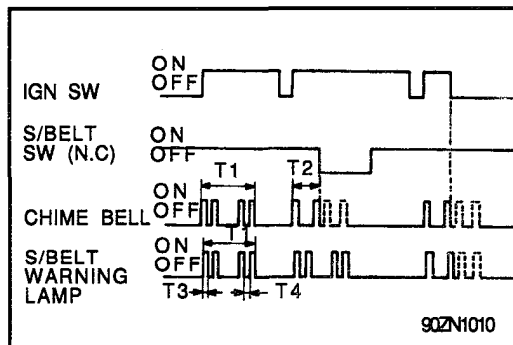 ON
OFF
IGN SW
S/BELT
SW (N.C)
ON
OFF
T1
T2
CHIME BELL
ON
OFF
S/BELT
WARNING
LAMP
ON
OFF
T3
T4
90ZN1010